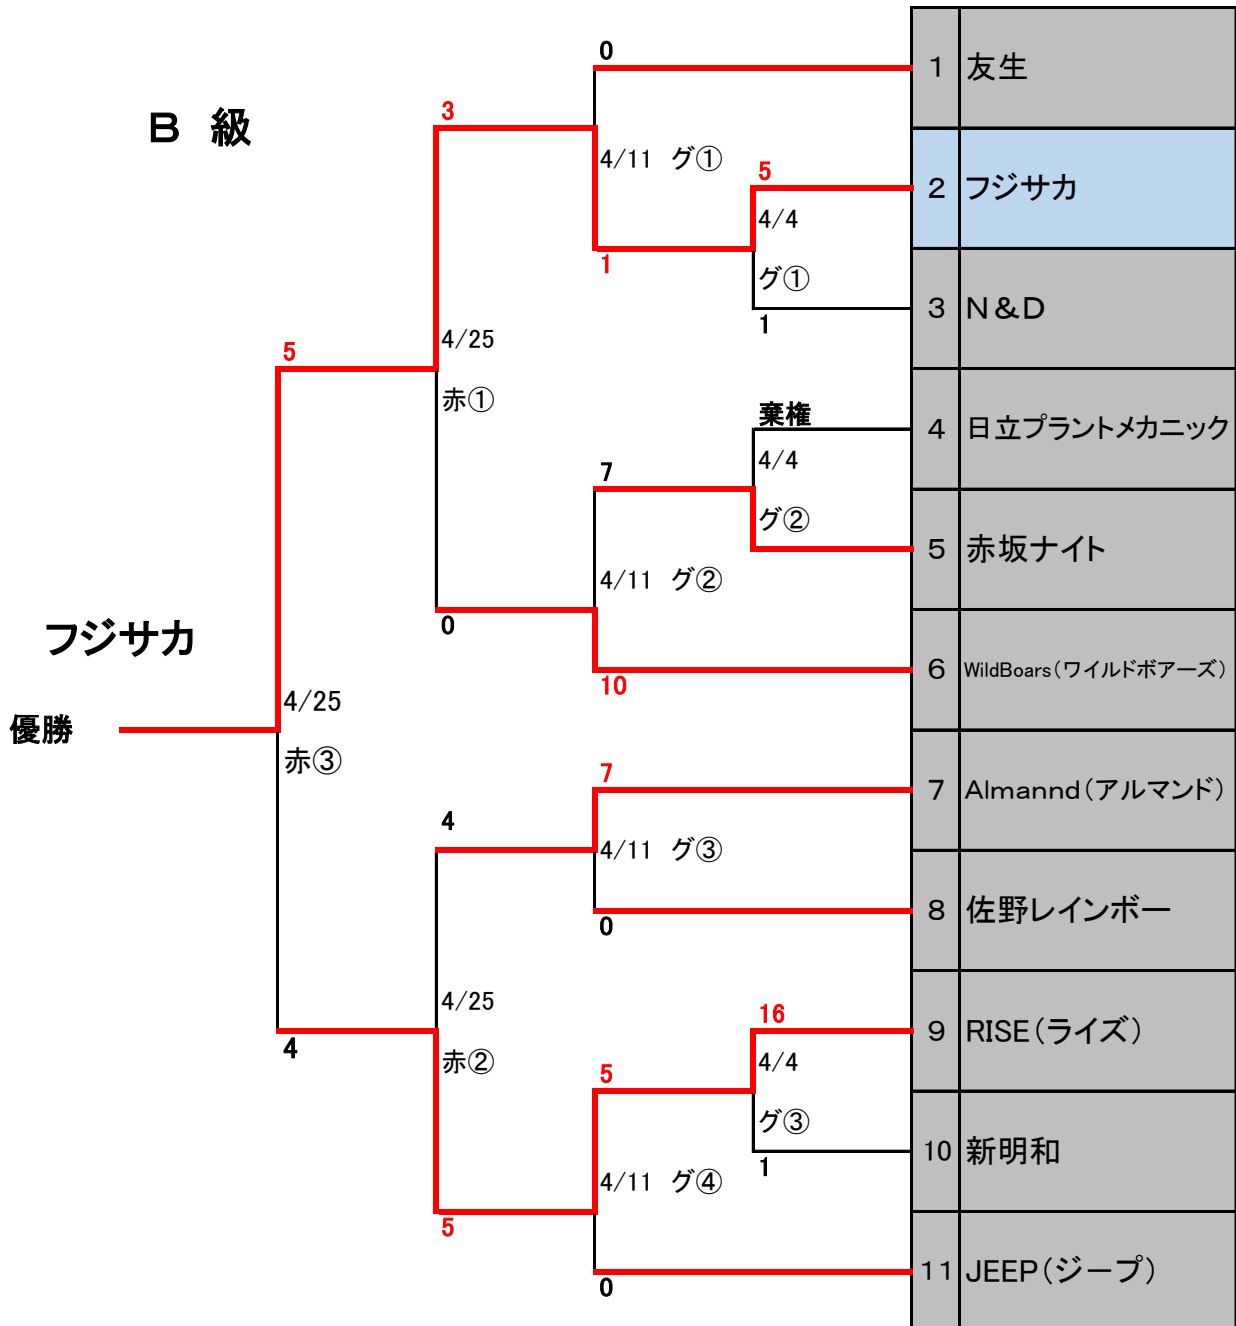 0
1 友生
B 級
3
4/11 グ①
5
2 フジサカ
4/4
1
グ①
3 N&D
1
4/25
5
赤①
棄権
4 日立プラントメカニック
4/4
7
グ②
5 赤坂ナイト
4/11 グ②
0
フジサカ
6 WildBoars(ワイルドボアーズ)
10
4/25
優勝
赤③
7
7 Almannd(アルマンド)
4
4/11 グ③
8 佐野レインボー
0
4/25
16
9 RISE(ライズ)
4
赤②
4/4
5
グ③
10 新明和
1
4/11 グ④
5
11 JEEP(ジープ)
0